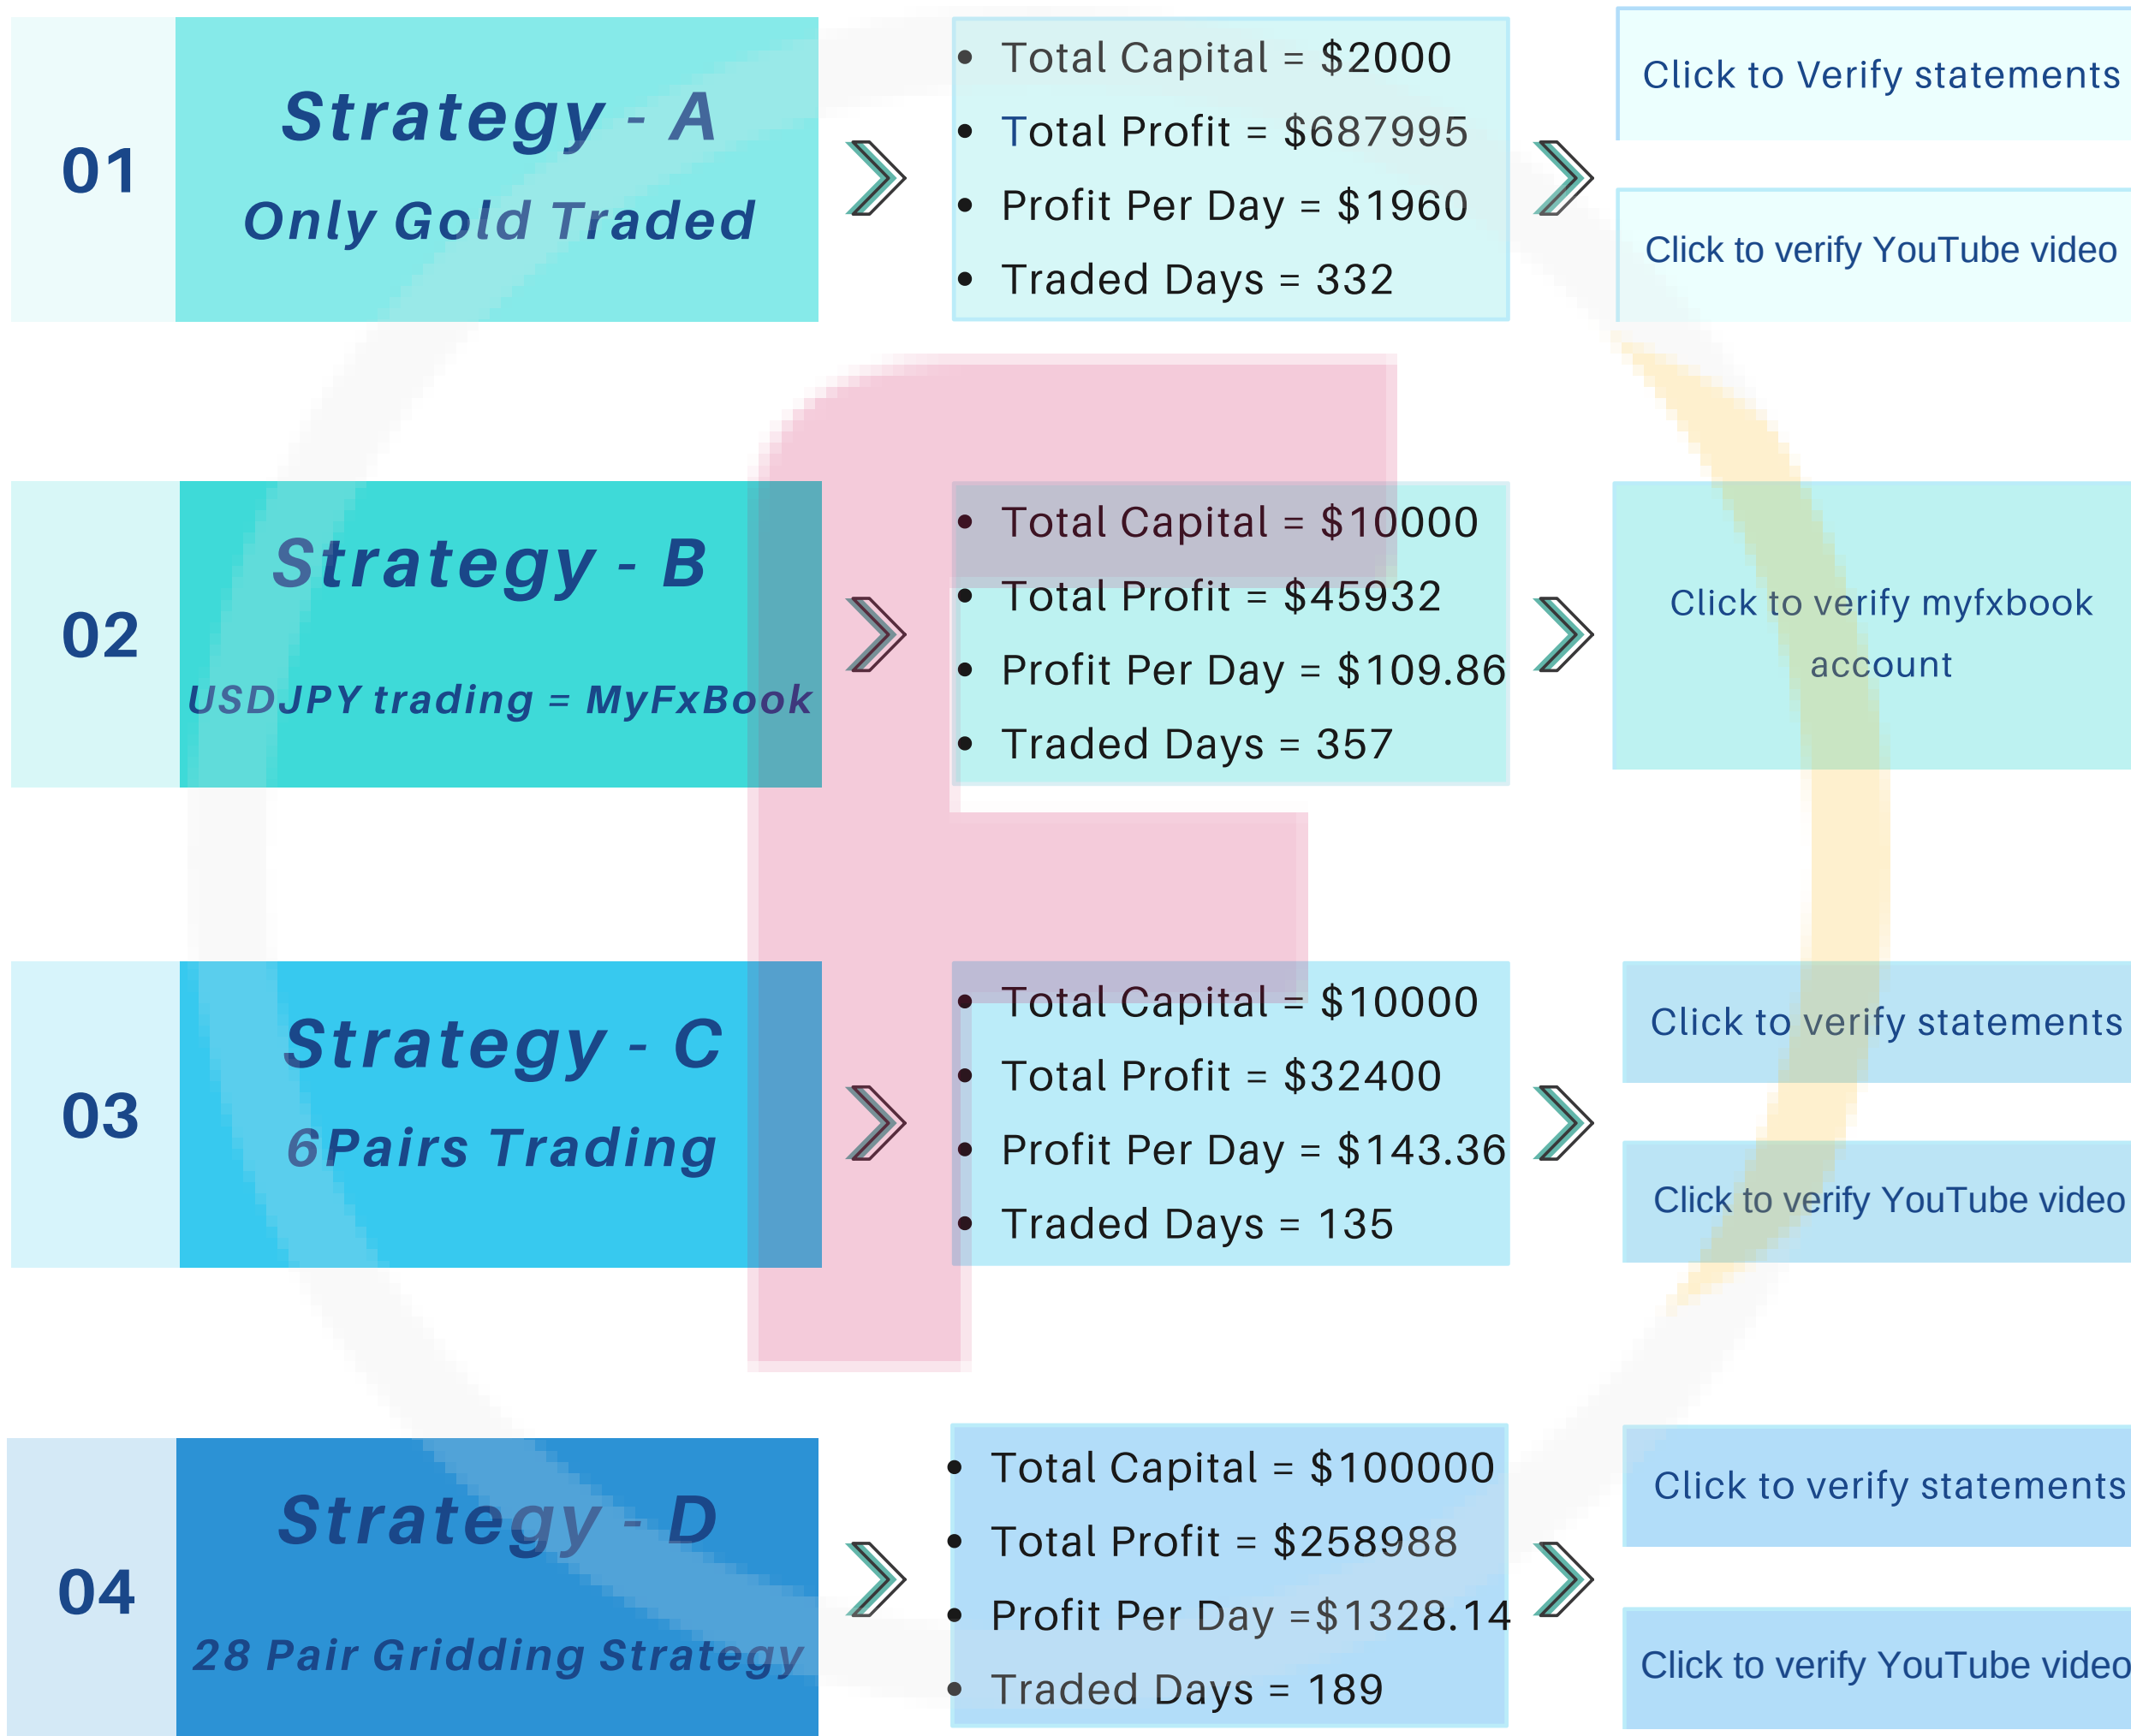 01
Strategy - A
Only Gold Traded
• Total Capital = $2000
• Total Profit = $687995
• Profit Per Day = $1960
• Traded Days = 332
Click to Verify statements
Click to verify YouTube video
02
Strategy - B
USDJPY trading = MyFxBook
• Total Capital = $10000
• Total Profit = $45932
• Profit Per Day = $109.86
• Traded Days = 357
Click to verify myfxbook
account
03
Strategy - C
6Pairs Trading
• Total Capital = $10000
• Total Profit = $32400
• Profit Per Day = $143.36
• Traded Days = 135
Click to verify statements
Click to verify YouTube video
04
Strategy - D
28 Pair Gridding Strategy
• Total Capital = $100000
• Total Profit = $258988
• Profit Per Day =$1328.14
• Traded Days = 189
Click to verify statements
Click to verify YouTube video